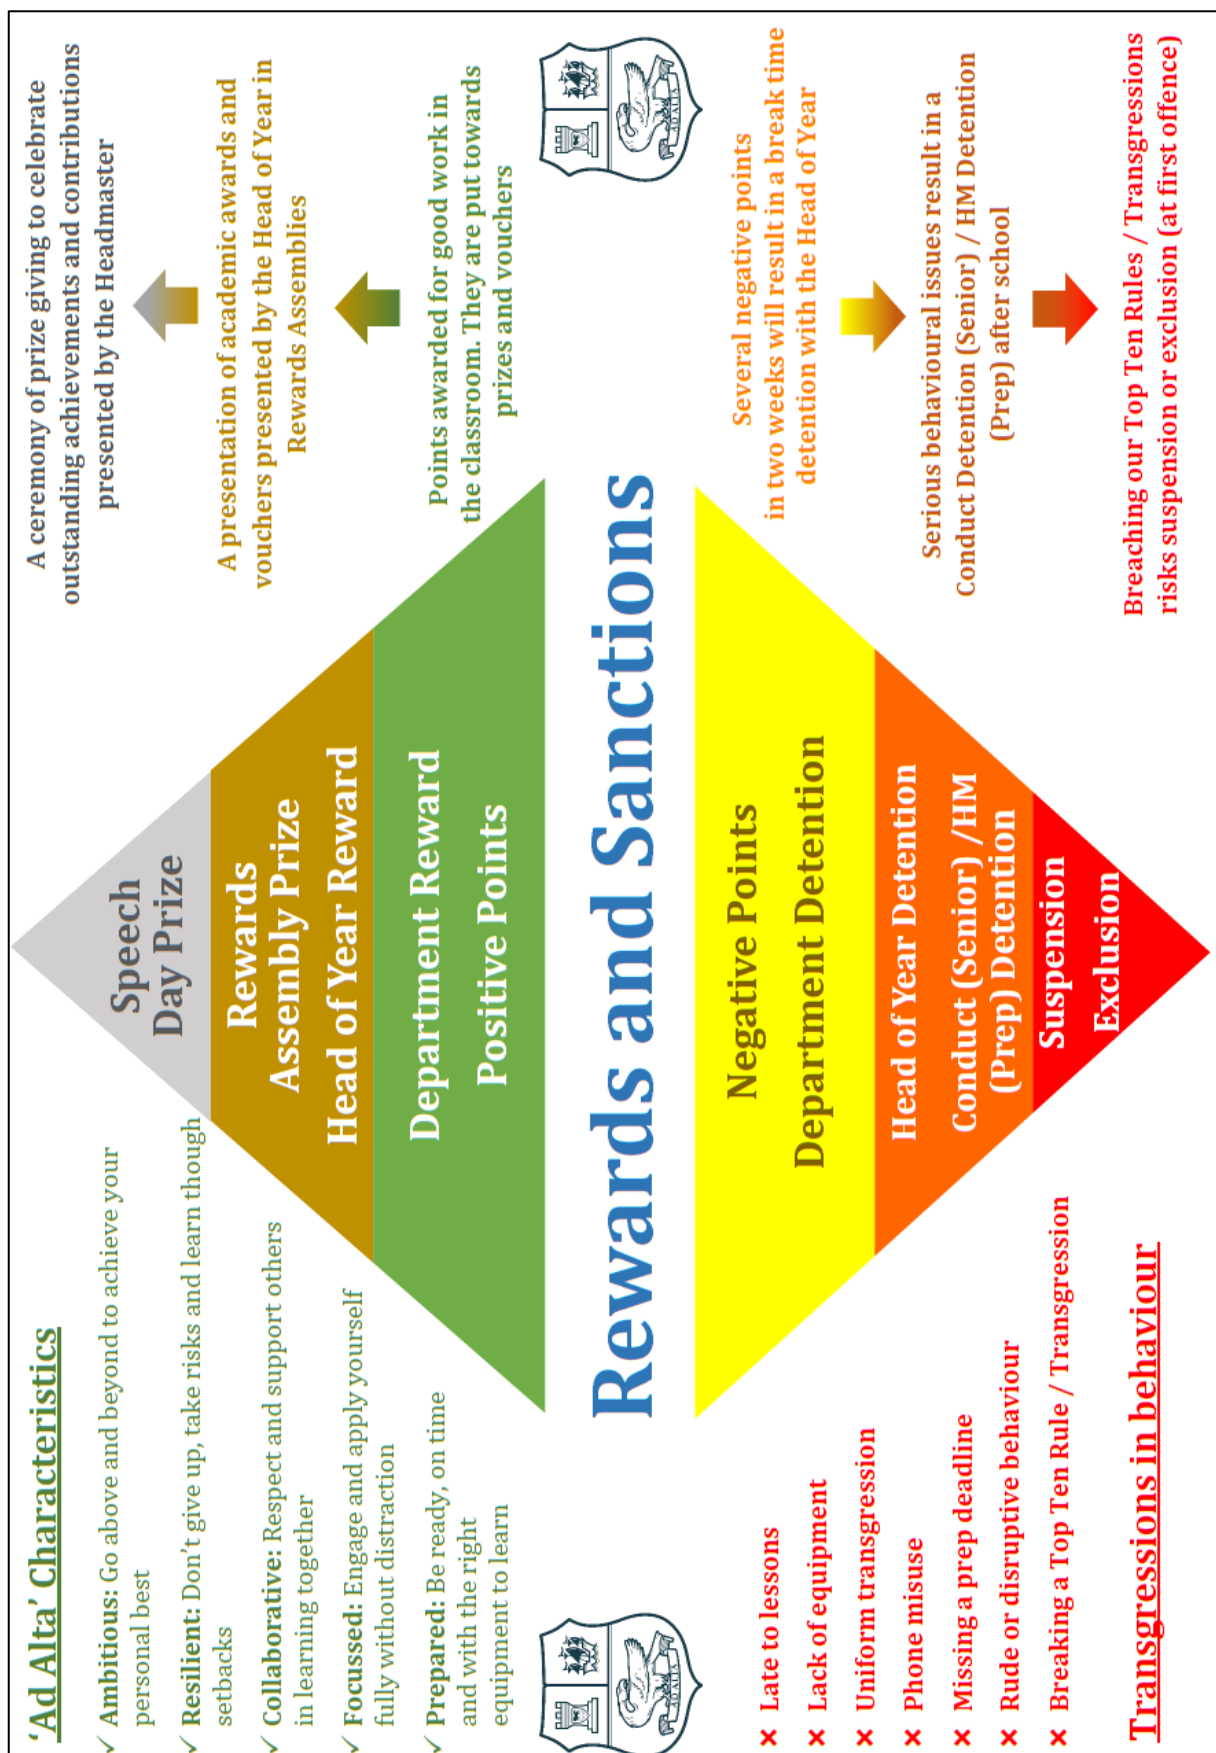 'Ad Alta' Characteristics
✓ Ambitious: Go above and beyond to achieve your
personal best
✓ Resilient: Don't give up, take risks and learn though
setbacks
✓ Collaborative: Respect and support others
in learning together
✓ Focussed: Engage and apply yourself
fully without distraction
✓ Prepared: Be ready, on time
and with the right
equipment to learn
Speech
Day Prize
Rewards
Assembly Prize
Head of Year Reward
Department Reward
Positive Points
A ceremony of prize giving to celebrate
outstanding achievements and contributions
presented by the Headmaster
A presentation of academic awards and
vouchers presented by the Head of Year in
Rewards Assemblies
Points awarded for good work in
the classroom. They are put towards
prizes and vouchers
AD ALTA
Rewards and Sanctions
AD ALTA
× Late to lessons
× Lack of equipment
× Uniform transgression
× Phone misuse
× Missing a prep deadline
× Rude or disruptive behaviour
× Breaking a Top Ten Rule / Transgression
Transgressions in behaviour
Negative Points
Department Detention
Head of Year Detention
Conduct (Senior) /HM
(Prep) Detention
Suspension
Exclusion
Several negative points
in two weeks will result in a break time
detention with the Head of Year
Serious behavioural issues result in a
Conduct Detention (Senior) / HM Detention
(Prep) after school
Breaching our Top Ten Rules / Transgressions
risks suspension or exclusion (at first offence)